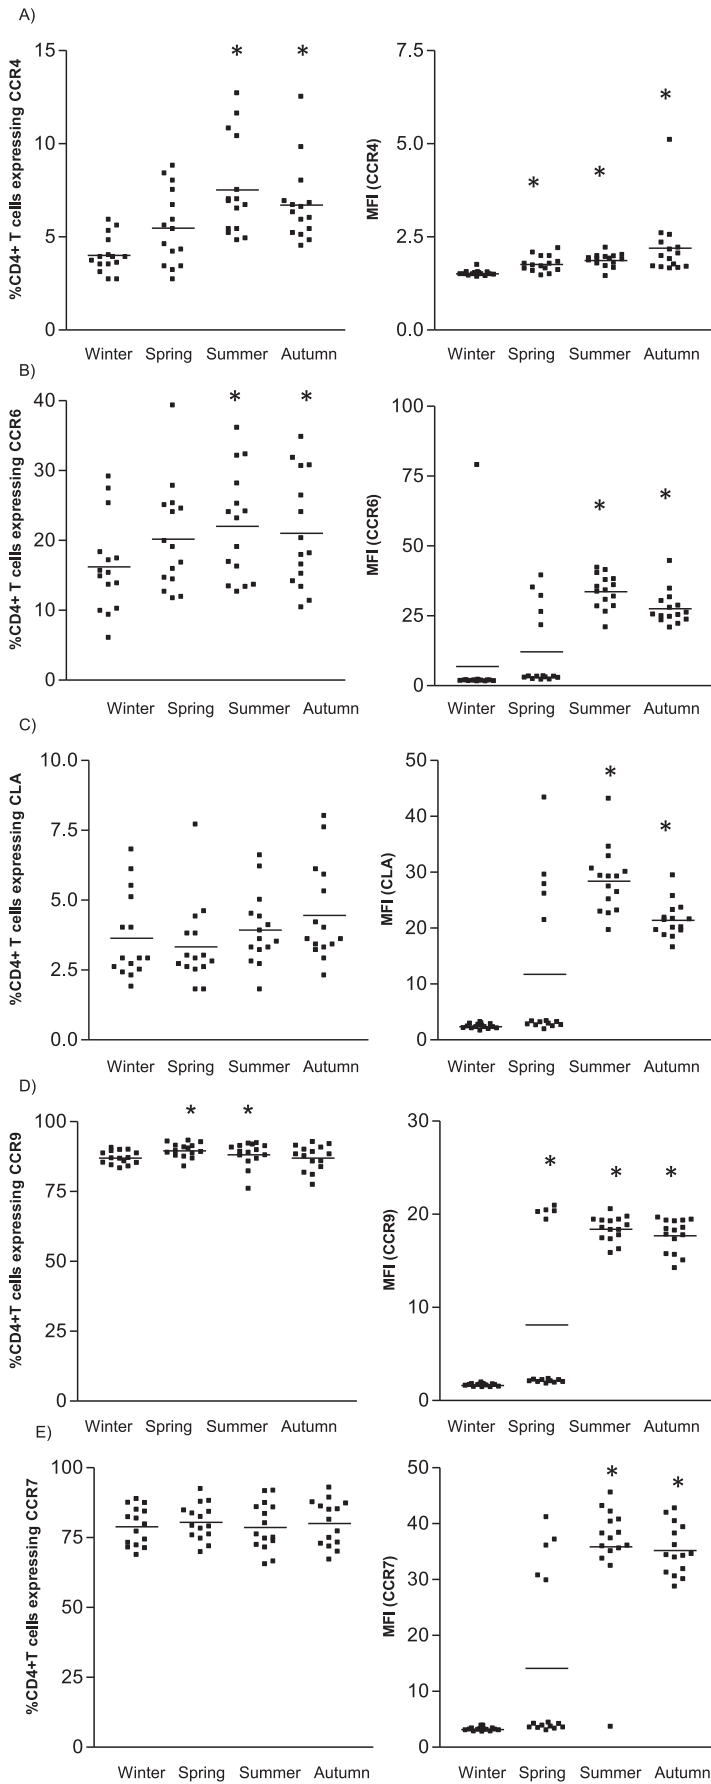 A)
%CD4+ T cells expressing CCR4
15
10
5
0
*
*
Winter Spring Summer Autumn
MFI (CCR4)
7.5
5.0
2.5
0.0
*
*
*
Winter Spring Summer Autumn
B)
%CD4+ T cells expressing CCR6
40
30
20
10
0
*
*
Winter Spring Summer Autumn
MFI (CCR6)
100
75
50
25
0
*
*
Winter Spring Summer Autumn
C)
%CD4+ T cells expressing CLA
10.0
7.5
5.0
2.5
0.0
Winter Spring Summer Autumn
MFI (CLA)
50
40
30
20
10
0
*
*
Winter Spring Summer Autumn
D)
%CD4+T cells expressing CCR9
100
75
50
25
0
*
*
Winter Spring Summer Autumn
MFI (CCR9)
30
20
10
0
*
*
*
Winter Spring Summer Autumn
E)
%CD4+T cells expressing CCR7
100
75
50
25
0
Winter Spring Summer Autumn
MFI (CCR7)
50
40
30
20
10
0
*
*
Winter Spring Summer Autumn